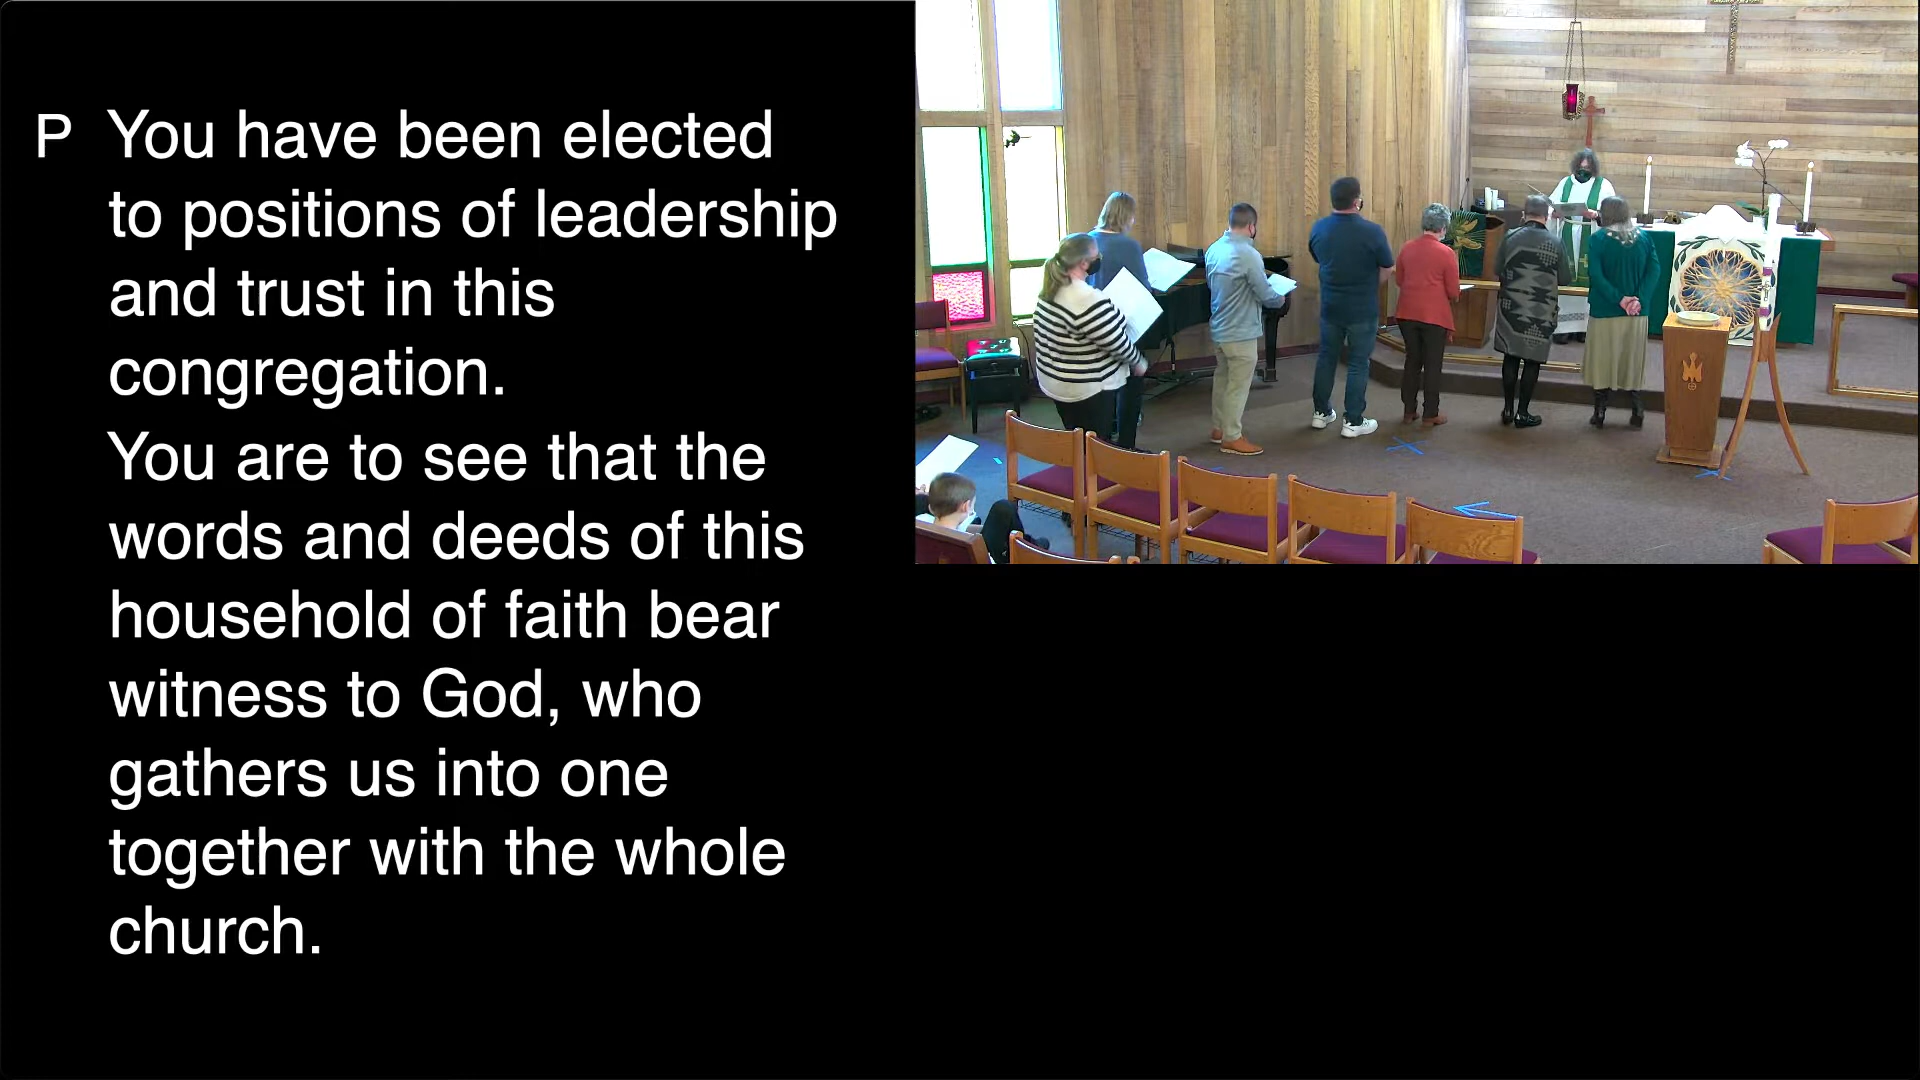 P You have been elected
to positions of leadership
and trust in this
congregation.
You are to see that the
words and deeds of this
household of faith bear
witness to God, who
gathers us into one
together with the whole
church.